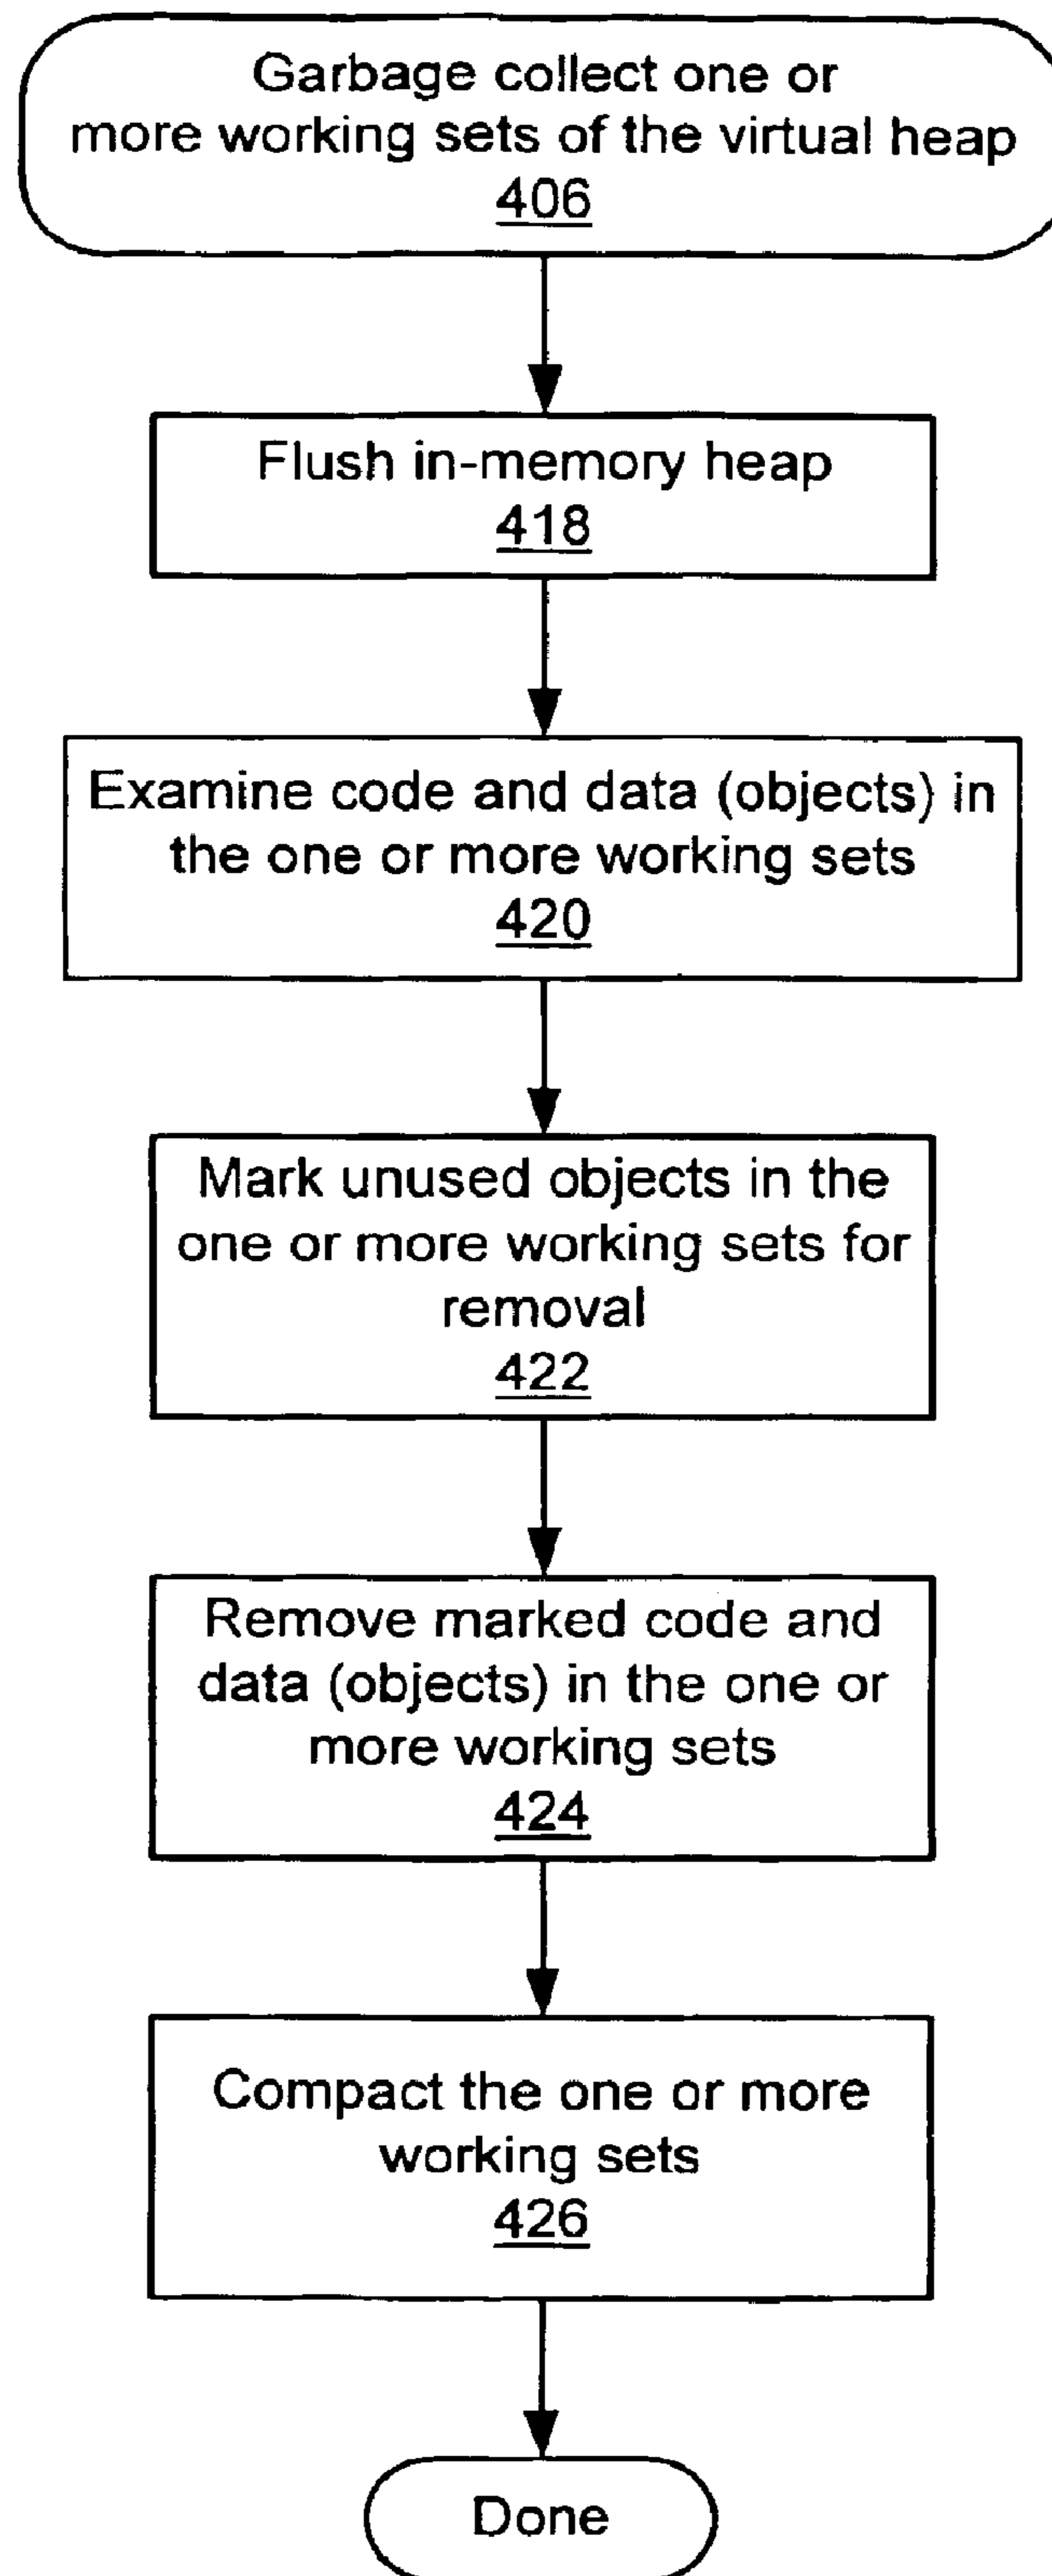 Garbage collect one or
more working sets of the virtual heap
406
Flush in-memory heap
418
Examine code and data (objects) in
the one or more working sets
420
Mark unused objects in the
one or more working sets for
removal
422
Remove marked code and
data (objects) in the one or
more working sets
424
Compact the one or more
working sets
426
Done